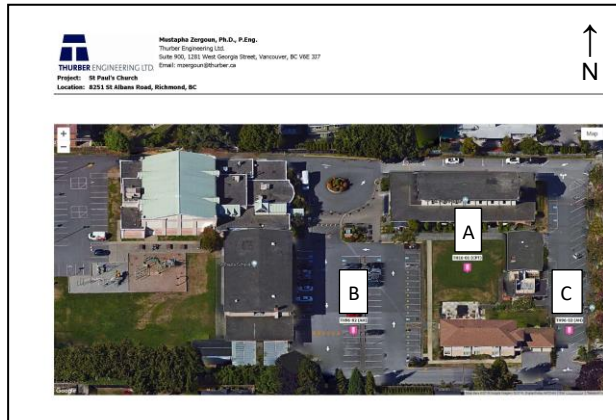 Mustapha Zergoun, Ph.D., P.Eng.
Thurber Engineering Ltd.
Suite 900, 1281 West Georgia Street, Vancouver, BC V6E 3J7
Email: mzergoun@thurber.ca
THURBER ENGINEERING LTD.
Project: St Paul's Church
Location: 8251 St Albans Road, Richmond, BC
N
+
Map
−
A
B
C
Google